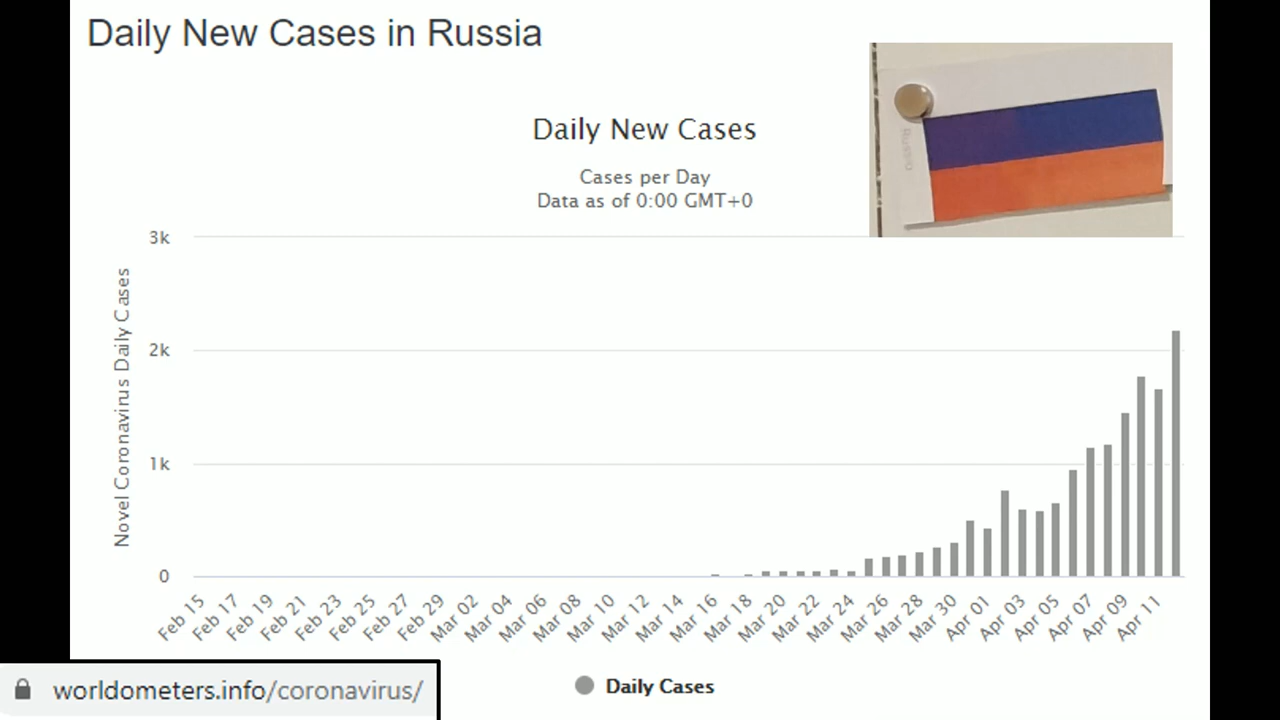 Daily New Cases in Russia
Daily New Cases
Cases per Day
Data as of 0:00 GMT+0
Russia
Novel Coronavirus Daily Cases
3k
2k
1k
0
Feb 15
Feb 17
Feb 19
Feb 21
Feb 23
Feb 25
Feb 27
Feb 29
Mar 02
Mar 04
Mar 06
Mar 08
Mar 10
Mar 12
Mar 14
Mar 16
Mar 18
Mar 20
Mar 22
Mar 24
Mar 26
Mar 28
Mar 30
Apr 01
Apr 03
Apr 05
Apr 07
Apr 09
Apr 11
Daily Cases
worldometers.info/coronavirus/